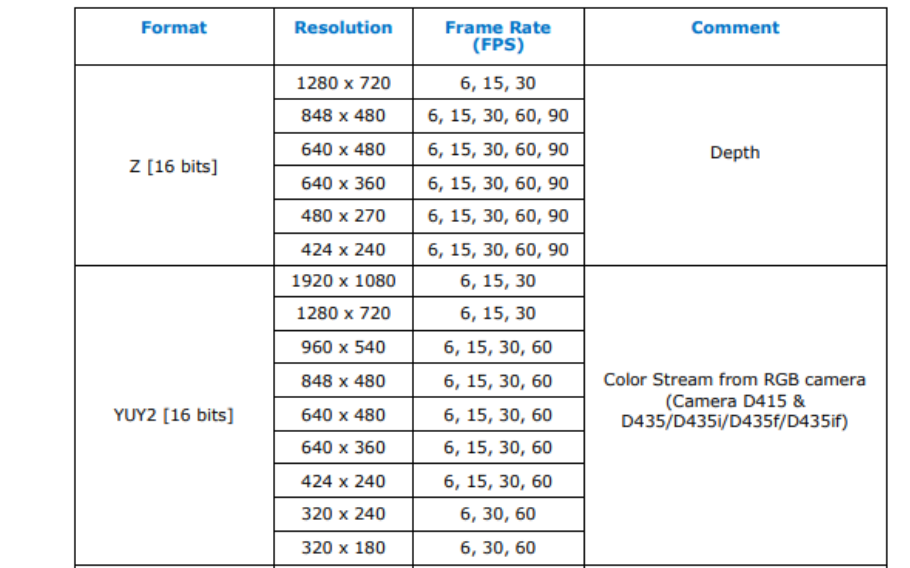 Format Resolution Frame Rate (FPS) Comment
Z [16 bits]
1280 x 720 6, 15, 30
848 x 480 6, 15, 30, 60, 90
640 x 480 6, 15, 30, 60, 90
640 x 360 6, 15, 30, 60, 90
480 x 270 6, 15, 30, 60, 90
424 x 240 6, 15, 30, 60, 90
Depth
YUY2 [16 bits]
1920 x 1080 6, 15, 30
1280 x 720 6, 15, 30
960 x 540 6, 15, 30, 60
848 x 480 6, 15, 30, 60
640 x 480 6, 15, 30, 60
640 x 360 6, 15, 30, 60
424 x 240 6, 15, 30, 60
320 x 240 6, 30, 60
320 x 180 6, 30, 60
Color Stream from RGB camera
(Camera D415 &
D435/D435i/D435f/D435if)